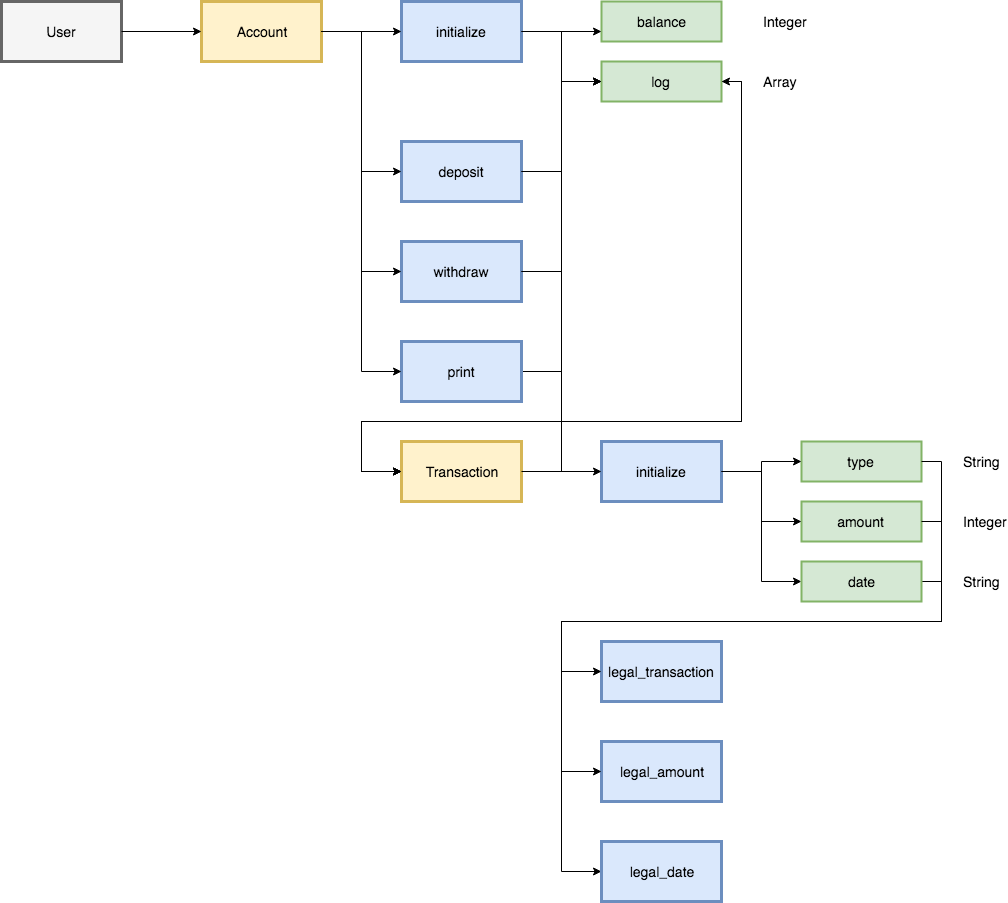 User
Account
initialize
balance
Integer
log
Array
deposit
withdraw
print
Transaction
initialize
type
String
amount
Integer
date
String
legal_transaction
legal_amount
legal_date